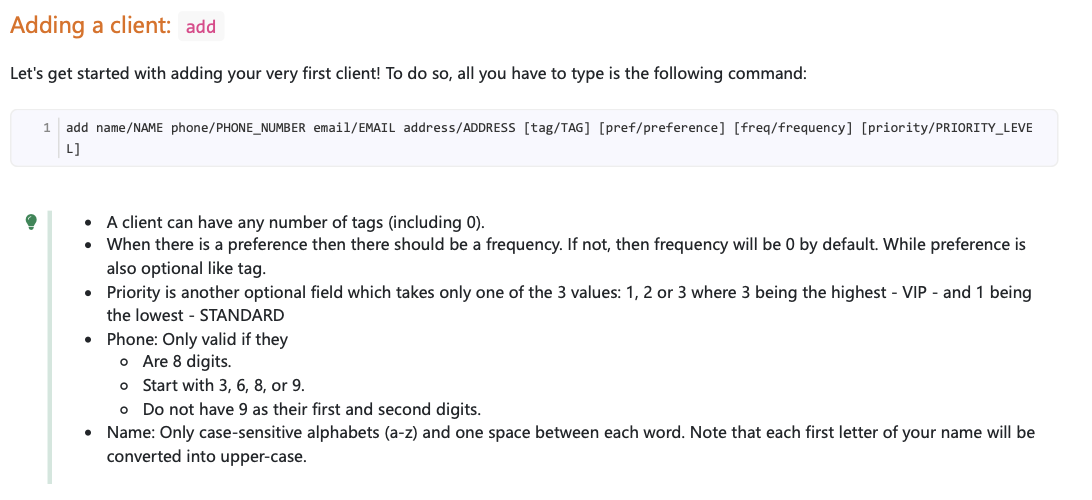 Adding a client: add
Let's get started with adding your very first client! To do so, all you have to type is the following command:
1 add name/NAME phone/PHONE_NUMBER email/EMAIL address/ADDRESS [tag/TAG] [pref/preference] [freq/frequency] [priority/PRIORITY_LEVE
L]
• A client can have any number of tags (including 0).
• When there is a preference then there should be a frequency. If not, then frequency will be 0 by default. While preference is
also optional like tag.
• Priority is another optional field which takes only one of the 3 values: 1, 2 or 3 where 3 being the highest - VIP - and 1 being
the lowest - STANDARD
• Phone: Only valid if they
◦ Are 8 digits.
◦ Start with 3, 6, 8, or 9.
◦ Do not have 9 as their first and second digits.
• Name: Only case-sensitive alphabets (a-z) and one space between each word. Note that each first letter of your name will be
converted into upper-case.